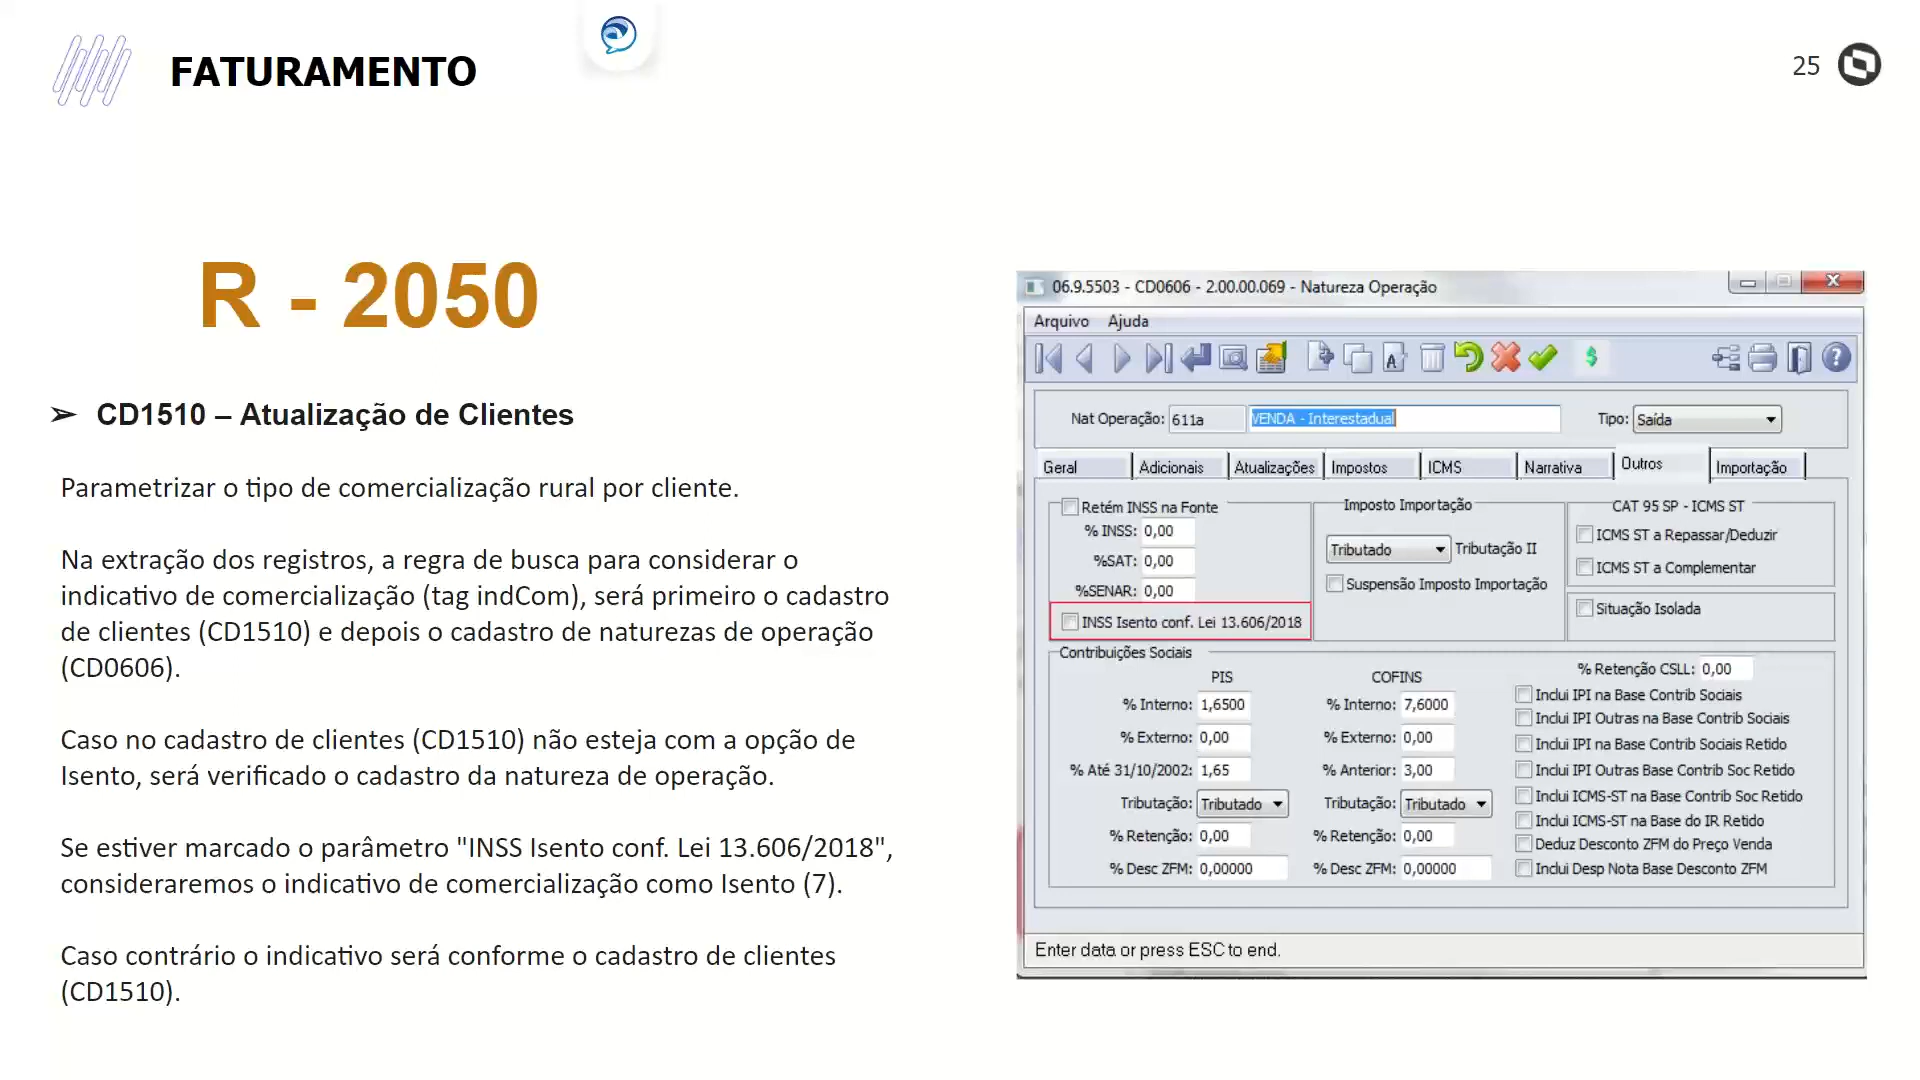 FATURAMENTO
25
R - 2050
➢ CD1510 – Atualização de Clientes
Parametrizar o tipo de comercialização rural por cliente.
Na extração dos registros, a regra de busca para considerar o
indicativo de comercialização (tag indCom), será primeiro o cadastro
de clientes (CD1510) e depois o cadastro de naturezas de operação
(CD0606).
Caso no cadastro de clientes (CD1510) não esteja com a opção de
Isento, será verificado o cadastro da natureza de operação.
Se estiver marcado o parâmetro "INSS Isento conf. Lei 13.606/2018",
consideraremos o indicativo de comercialização como Isento (7).
Caso contrário o indicativo será conforme o cadastro de clientes
(CD1510).
06.9.5503 - CD0606 - 2.00.00.069 - Natureza Operação
Arquivo Ajuda
Nat Operação: 611a VENDA - Interestadual Tipo: Saída
Geral Adicionais Atualizações Impostos ICMS Narrativa Outros Importação
Retém INSS na Fonte
% INSS: 0,00
%SAT: 0,00
%SENAR: 0,00
INSS Isento conf. Lei 13.606/2018
Imposto Importação
Tributado Tributação II
Suspensão Imposto Importação
CAT 95 SP - ICMS ST
ICMS ST a Repassar/Deduzir
ICMS ST a Complementar
Situação Isolada
Contribuições Sociais
PIS
% Interno: 1,6500
% Externo: 0,00
% Até 31/10/2002: 1,65
Tributação: Tributado
% Retenção: 0,00
% Desc ZFM: 0,00000
COFINS
% Interno: 7,6000
% Externo: 0,00
% Anterior: 3,00
Tributação: Tributado
% Retenção: 0,00
% Desc ZFM: 0,00000
% Retenção CSLL: 0,00
Inclui IPI na Base Contrib Sociais
Inclui IPI Outras na Base Contrib Sociais
Inclui IPI na Base Contrib Sociais Retido
Inclui IPI Outras Base Contrib Soc Retido
Inclui ICMS-ST na Base Contrib Soc Retido
Inclui ICMS-ST na Base do IR Retido
Deduz Desconto ZFM do Preço Venda
Inclui Desp Nota Base Desconto ZFM
Enter data or press ESC to end.